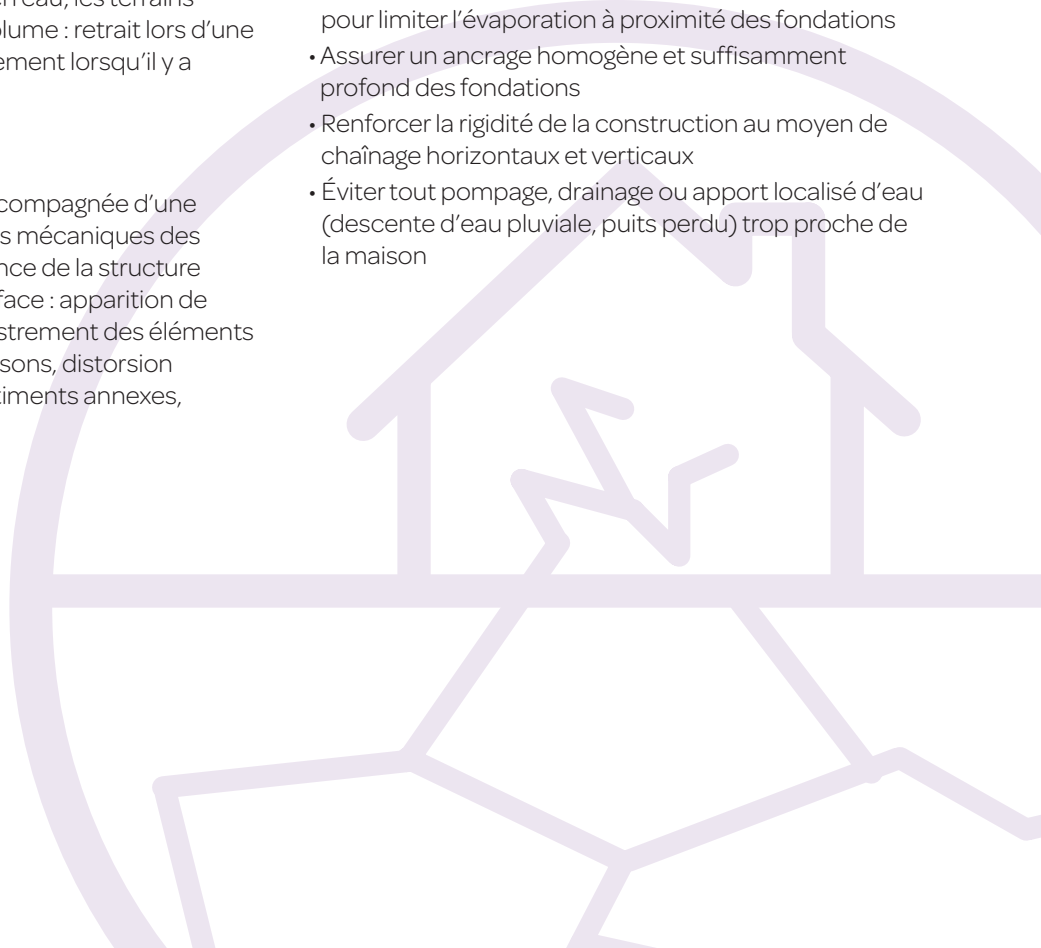 en eau, les terrains
lume : retrait lors d'une
ement lorsqu'il y a
compagnée d'une
s mécaniques des
nce de la structure
face : apparition de
strement des éléments
sons, distorsion
timents annexes,
pour limiter l'évaporation à proximité des fondations
• Assurer un ancrage homogène et suffisamment
profond des fondations
• Renforcer la rigidité de la construction au moyen de
chaînage horizontaux et verticaux
• Éviter tout pompage, drainage ou apport localisé d'eau
(descente d'eau pluviale, puits perdu) trop proche de
la maison